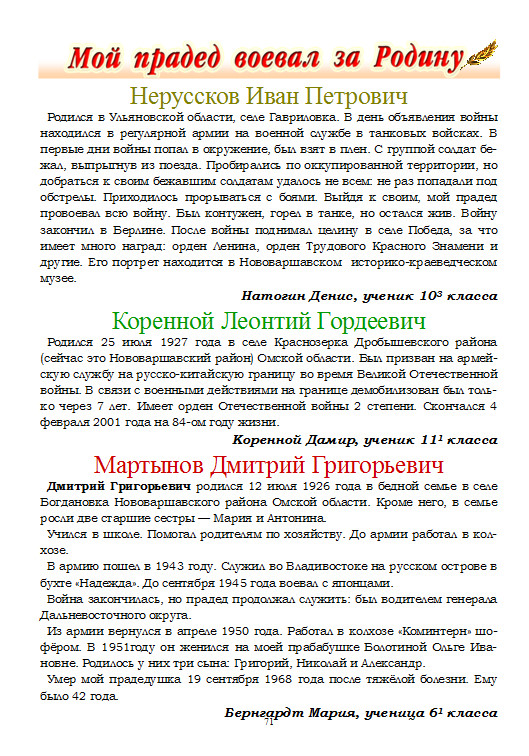 Мой прадед воевал за Родину
Неруссков Иван Петрович
Родился в Ульяновской области, селе Гавриловка. В день объявления войны
находился в регулярной армии на военной службе в танковых войсках. В
первые дни войны попал в окружение, был взят в плен. С группой солдат бе-
жал, выпрыгнув из поезда. Пробирались по оккупированной территории, но
добраться к своим бежавшим солдатам удалось не всем: не раз попадали под
обстрелы. Приходилось прорываться с боями. Выйдя к своим, мой прадед
провоевал всю войну. Был контужен, горел в танке, но остался жив. Войну
закончил в Берлине. После войны поднимал целину в селе Победа, за что
имеет много наград: орден Ленина, орден Трудового Красного Знамени и
другие. Его портрет находится в Нововаршавском историко-краеведческом
музее.
Натогин Денис, ученик 10³ класса
Коренной Леонтий Гордеевич
Родился 25 июля 1927 года в селе Краснозерка Дробышевского района
(сейчас это Нововаршавский район) Омской области. Был призван на армей-
скую службу на русско-китайскую границу во время Великой Отечественной
войны. В связи с военными действиями на границе демобилизован был толь-
ко через 7 лет. Имеет орден Отечественной войны 2 степени. Скончался 4
февраля 2001 года на 84-ом году жизни.
Коренной Дамир, ученик 11¹ класса
Мартынов Дмитрий Григорьевич
Дмитрий Григорьевич родился 12 июля 1926 года в бедной семье в селе
Богдановка Нововаршавского района Омской области. Кроме него, в семье
росли две старшие сестры — Мария и Антонина.
Учился в школе. Помогал родителям по хозяйству. До армии работал в кол-
хозе.
В армию пошел в 1943 году. Служил во Владивостоке на русском острове в
бухте «Надежда». До сентября 1945 года воевал с японцами.
Война закончилась, но прадед продолжал служить: был водителем генерала
Дальневосточного округа.
Из армии вернулся в апреле 1950 года. Работал в колхозе «Коминтерн» шо-
фёром. В 1951году он женился на моей прабабушке Болотиной Ольге Ива-
новне. Родилось у них три сына: Григорий, Николай и Александр.
Умер мой прадедушка 19 сентября 1968 года после тяжёлой болезни. Ему
было 42 года.
Бернгардт Мария, ученица 6¹ класса
71